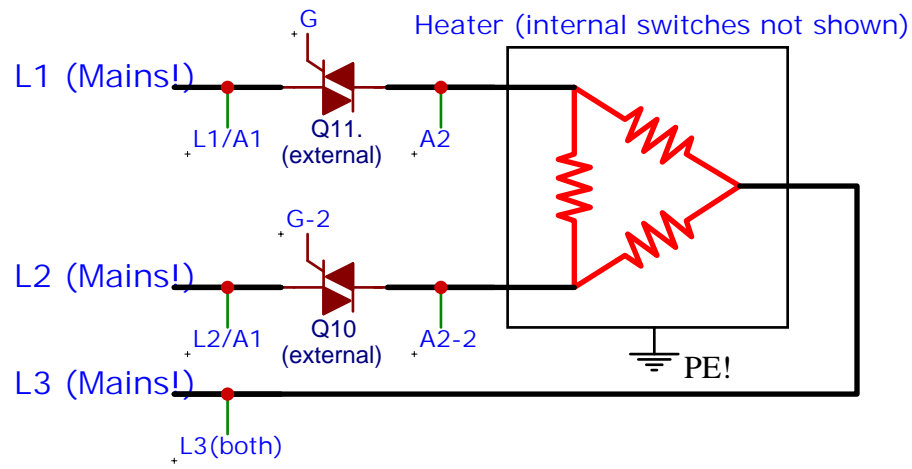 G
Heater (internal switches not shown)
L1 (Mains!)
L1/A1
Q11.
(external)
A2
G-2
L2 (Mains!)
L2/A1
Q10
(external)
A2-2
PE!
L3 (Mains!)
L3(both)